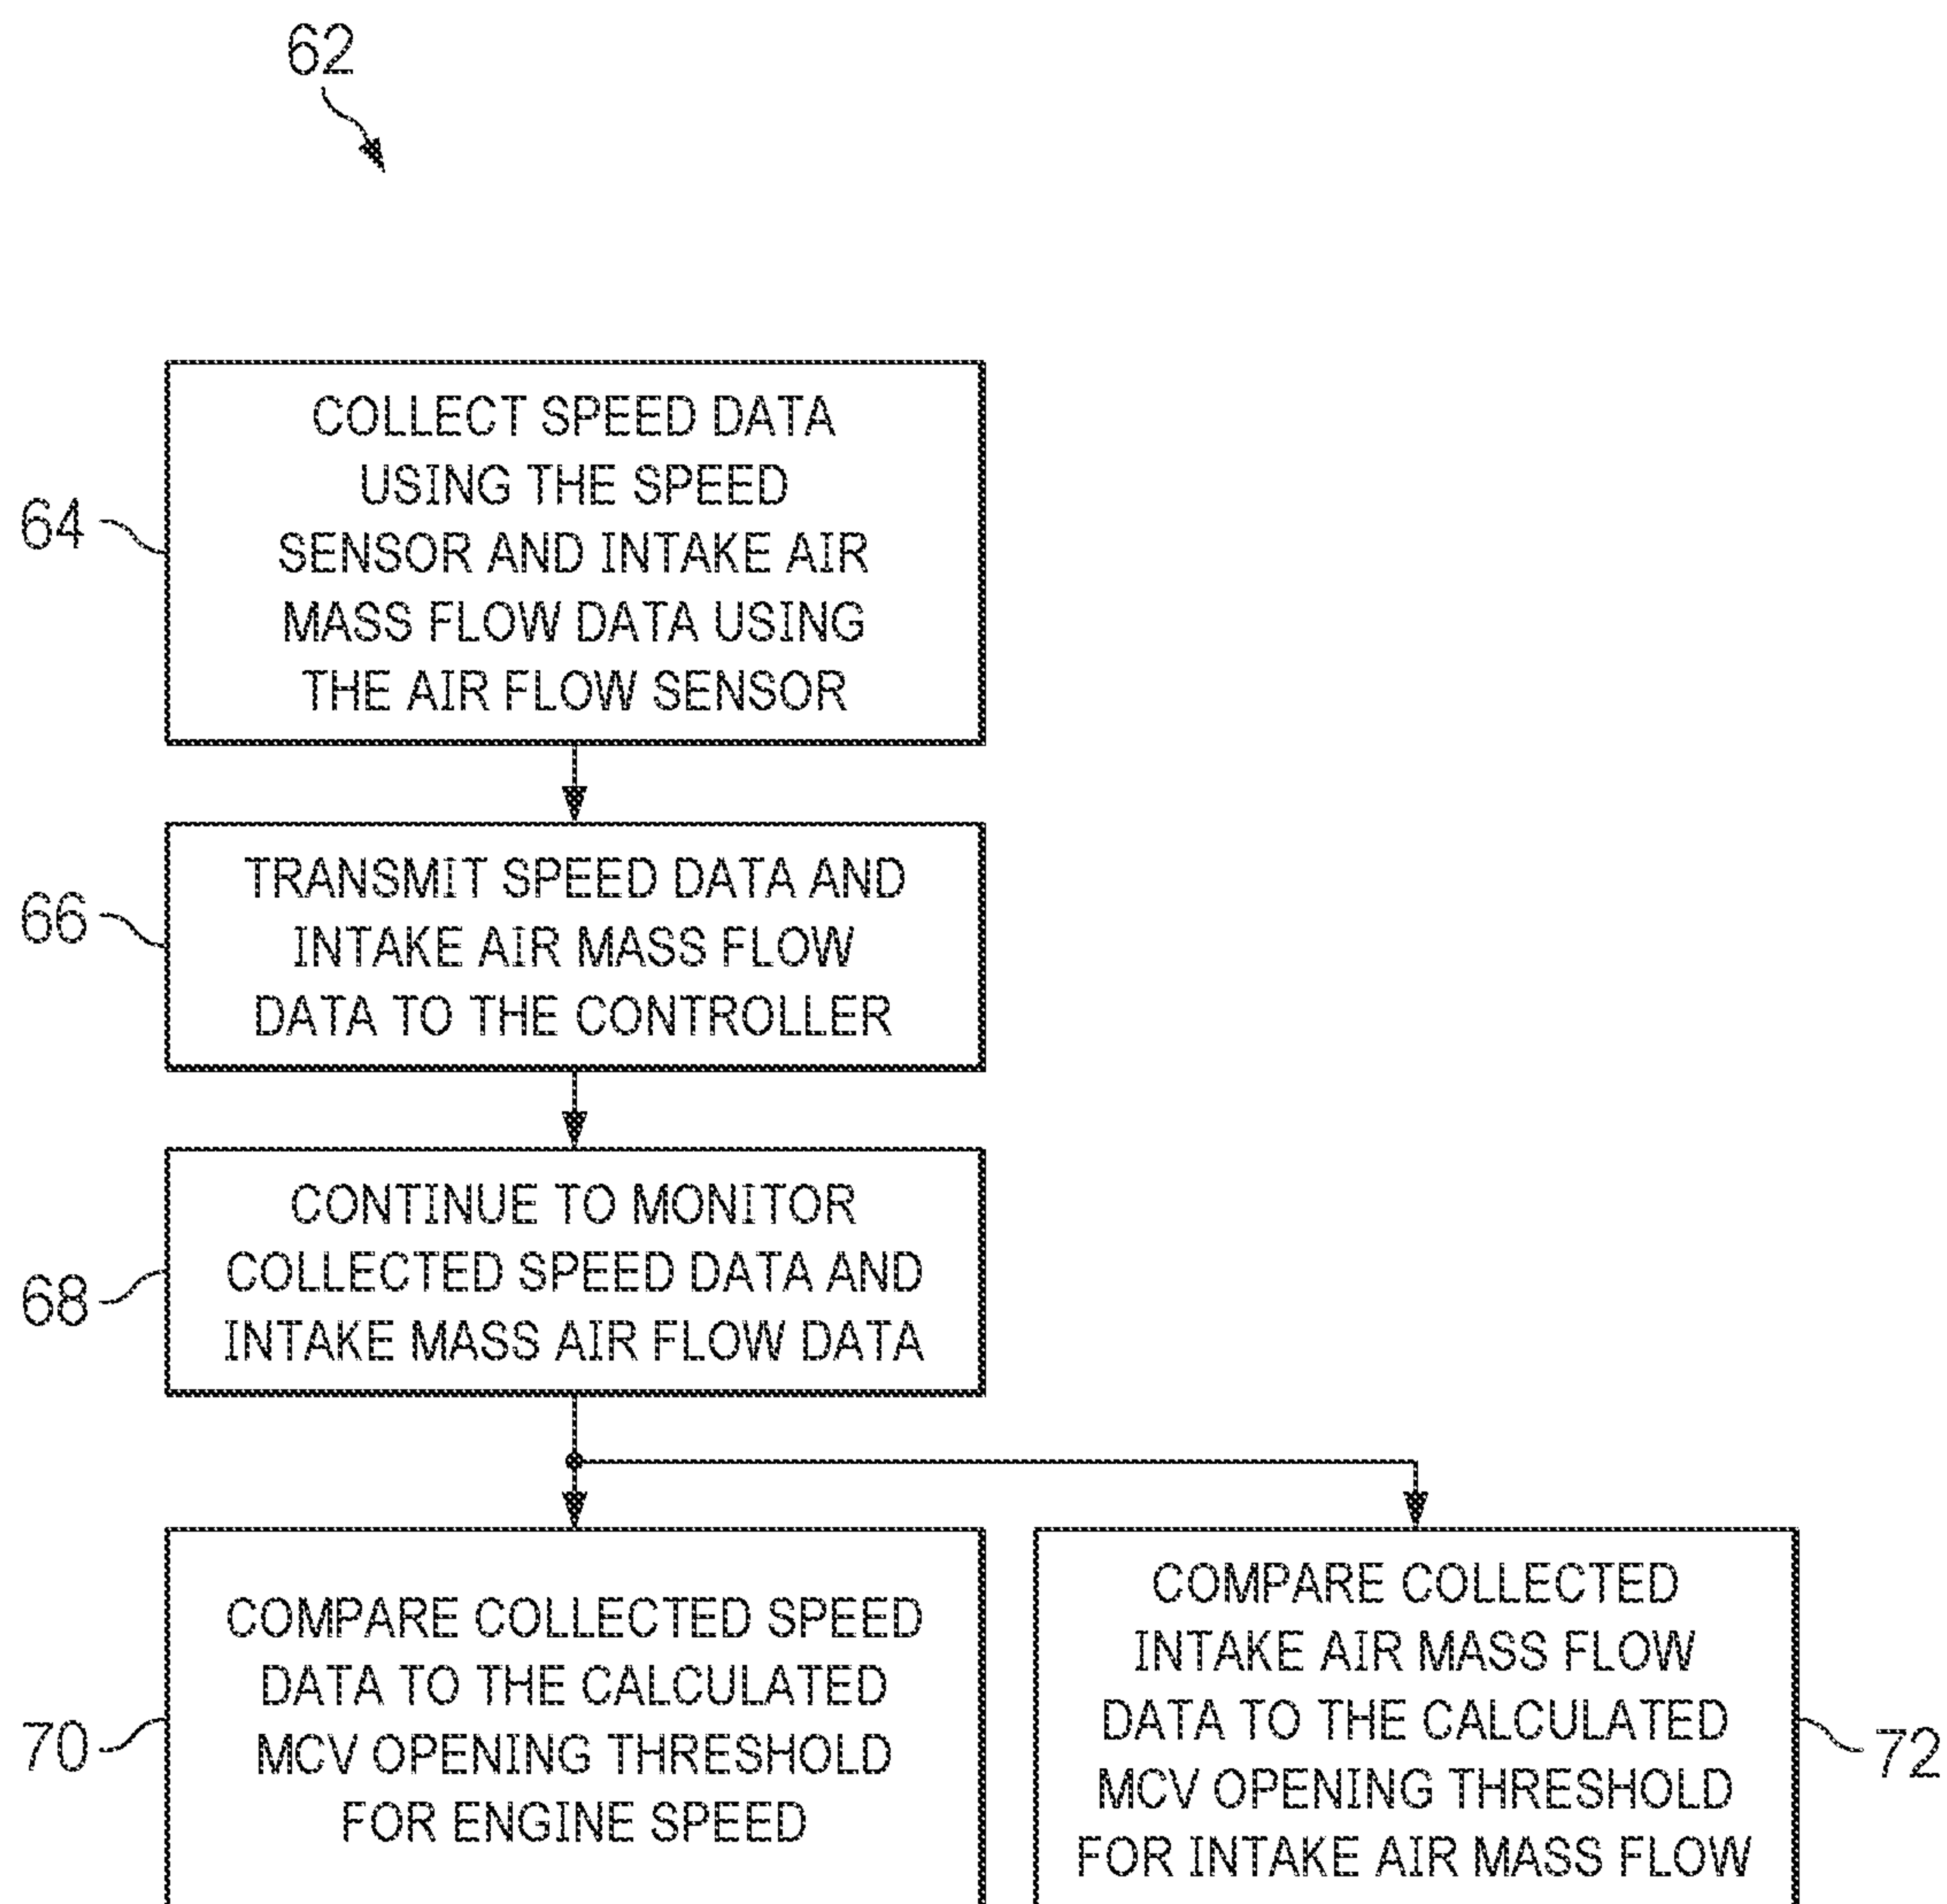 62
64
COLLECT SPEED DATA
USING THE SPEED
SENSOR AND INTAKE AIR
MASS FLOW DATA USING
THE AIR FLOW SENSOR
66
TRANSMIT SPEED DATA AND
INTAKE AIR MASS FLOW
DATA TO THE CONTROLLER
68
CONTINUE TO MONITOR
COLLECTED SPEED DATA AND
INTAKE MASS AIR FLOW DATA
70
COMPARE COLLECTED SPEED
DATA TO THE CALCULATED
MCV OPENING THRESHOLD
FOR ENGINE SPEED
COMPARE COLLECTED
INTAKE AIR MASS FLOW
DATA TO THE CALCULATED
MCV OPENING THRESHOLD
FOR INTAKE AIR MASS FLOW
72